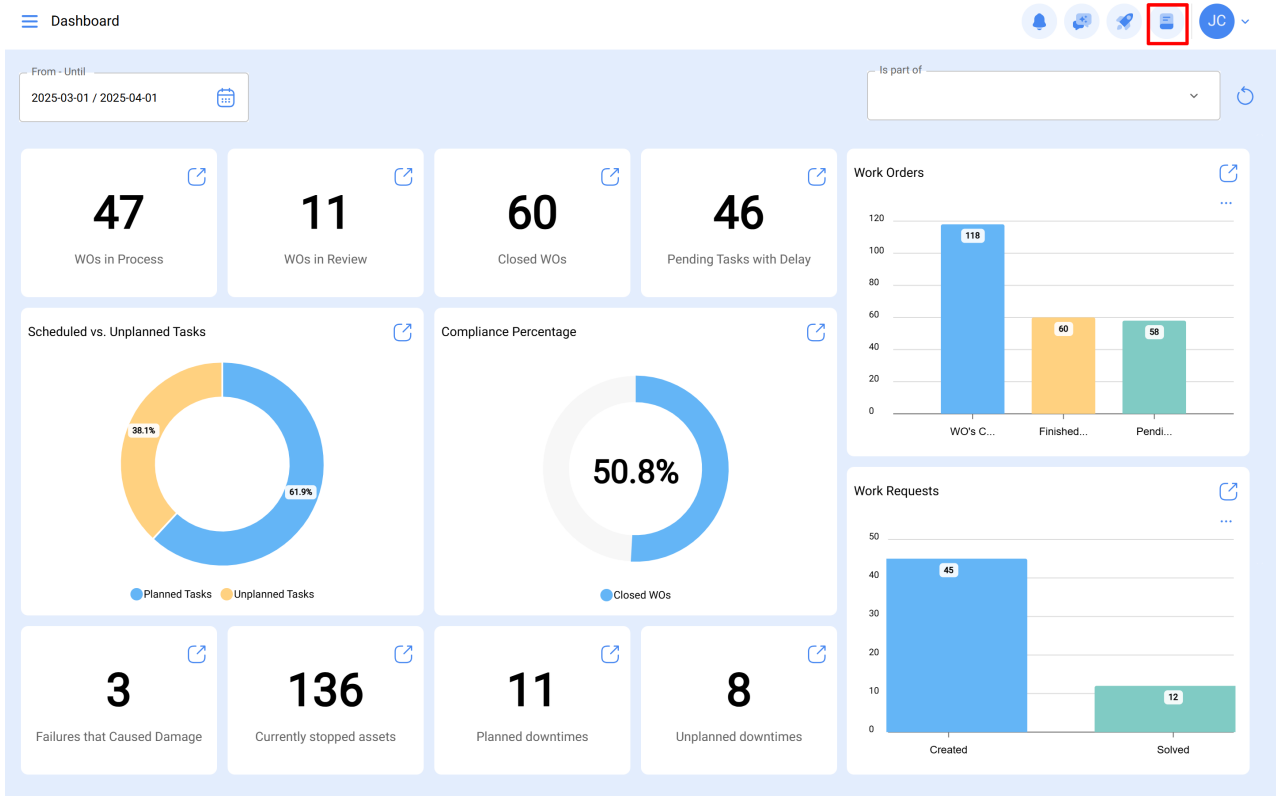 Dashboard
JC
From - Until
2025-03-01 / 2025-04-01
Is part of
47
WOs in Process
11
WOs in Review
60
Closed WOs
46
Pending Tasks with Delay
Work Orders
...
120
100
80
60
40
20
0
118
60
58
WO's C...
Finished...
Pendi...
Scheduled vs. Unplanned Tasks
38.1%
61.9%
Planned Tasks
Unplanned Tasks
Compliance Percentage
50.8%
Closed WOs
Work Requests
...
50
40
30
20
10
0
45
12
Created
Solved
3
Failures that Caused Damage
136
Currently stopped assets
11
Planned downtimes
8
Unplanned downtimes